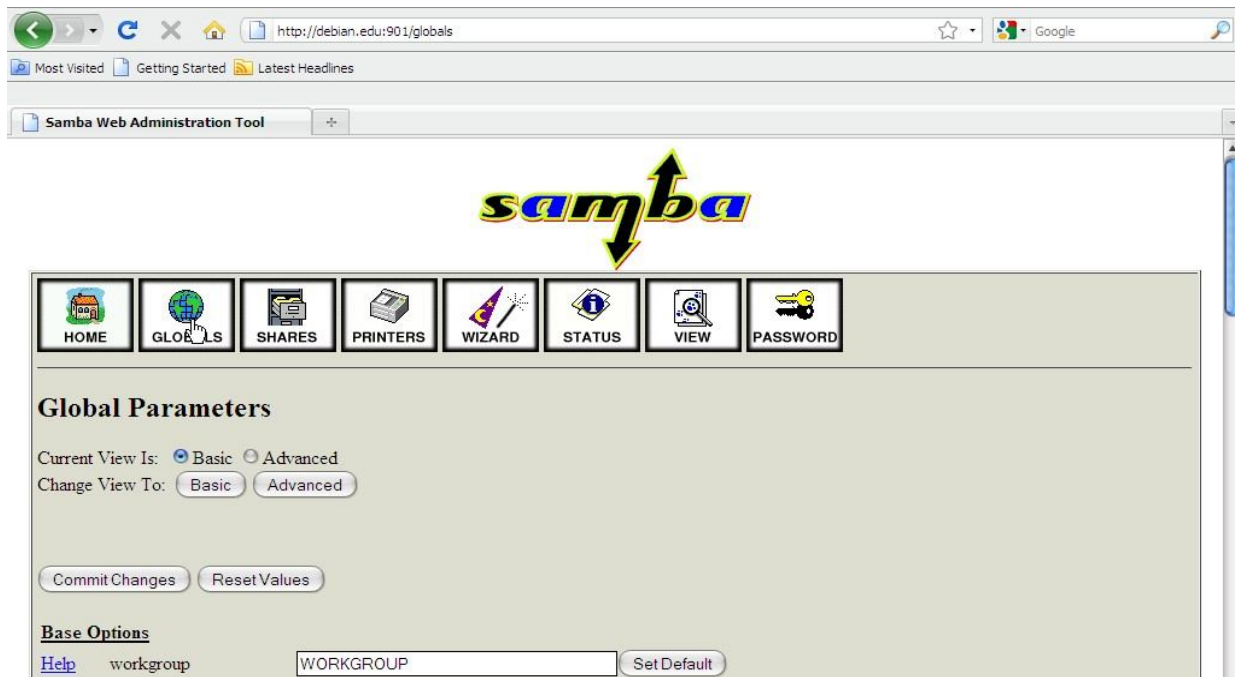 http://debian.edu:901/globals
Google
Most Visited Getting Started Latest Headlines
Samba Web Administration Tool
samba
HOME GLOBALS SHARES PRINTERS WIZARD STATUS VIEW PASSWORD
Global Parameters
Current View Is: Basic Advanced
Change View To: Basic Advanced
Commit Changes Reset Values
Base Options
Help workgroup WORKGROUP Set Default